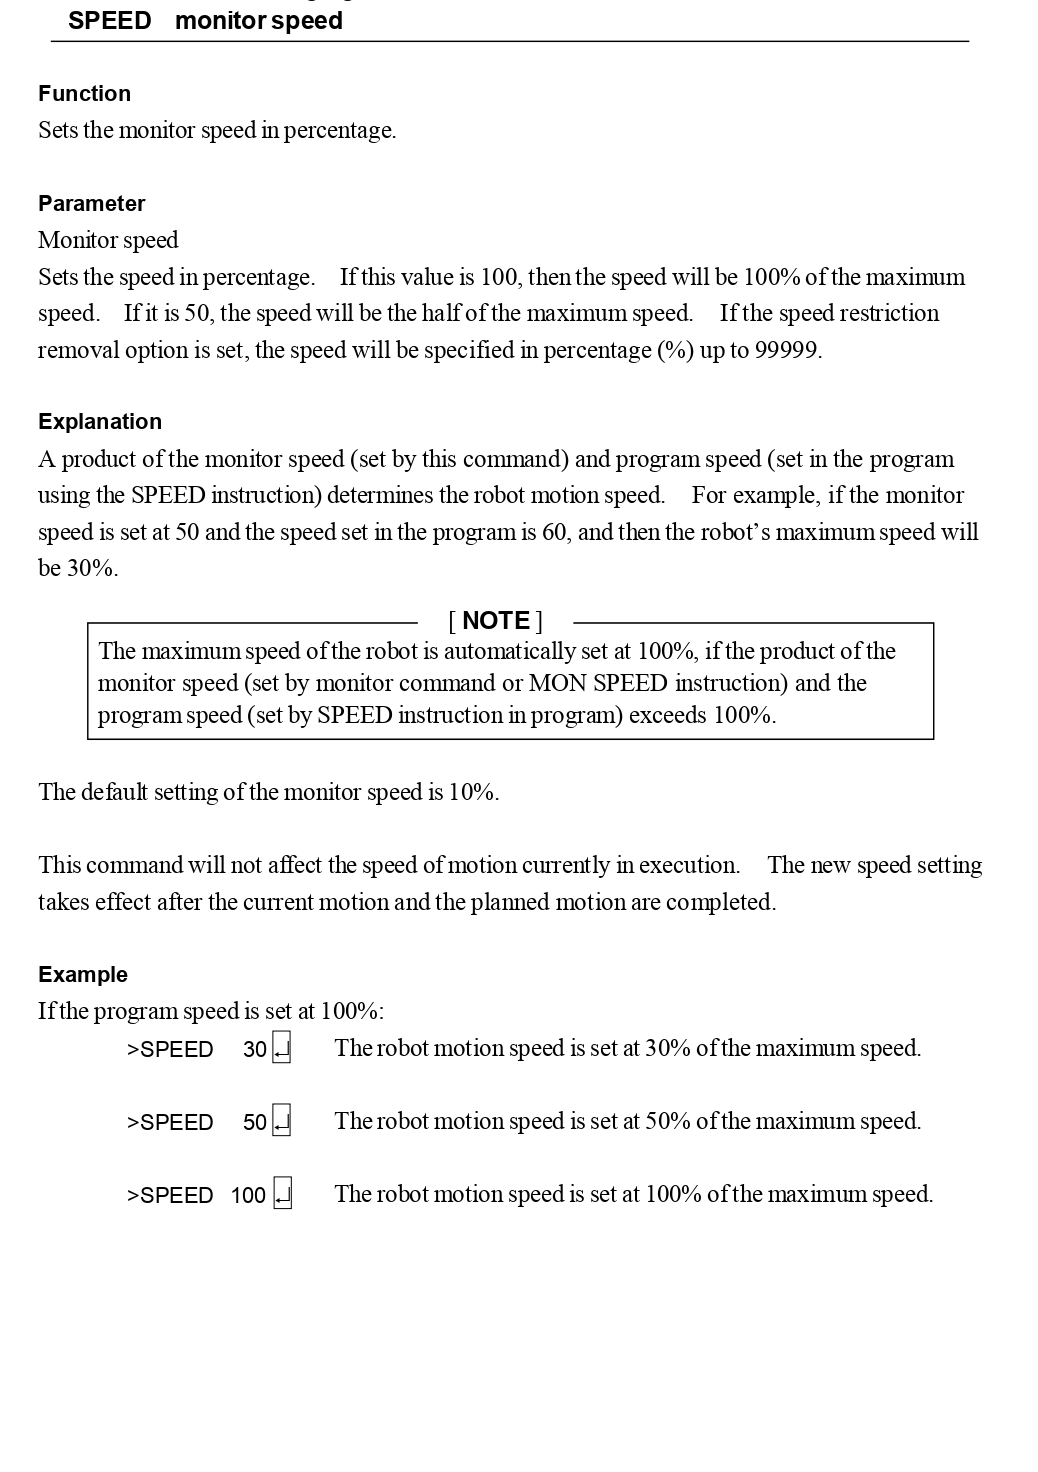 SPEED monitor speed
Function
Sets the monitor speed in percentage.
Parameter
Monitor speed
Sets the speed in percentage. If this value is 100, then the speed will be 100% of the maximum
speed. If it is 50, the speed will be the half of the maximum speed. If the speed restriction
removal option is set, the speed will be specified in percentage (%) up to 99999.
Explanation
A product of the monitor speed (set by this command) and program speed (set in the program
using the SPEED instruction) determines the robot motion speed. For example, if the monitor
speed is set at 50 and the speed set in the program is 60, and then the robot’s maximum speed will
be 30%.
[ NOTE ]
The maximum speed of the robot is automatically set at 100%, if the product of the
monitor speed (set by monitor command or MON SPEED instruction) and the
program speed (set by SPEED instruction in program) exceeds 100%.
The default setting of the monitor speed is 10%.
This command will not affect the speed of motion currently in execution. The new speed setting
takes effect after the current motion and the planned motion are completed.
Example
If the program speed is set at 100%:
>SPEED 30↵ The robot motion speed is set at 30% of the maximum speed.
>SPEED 50↵ The robot motion speed is set at 50% of the maximum speed.
>SPEED 100↵ The robot motion speed is set at 100% of the maximum speed.